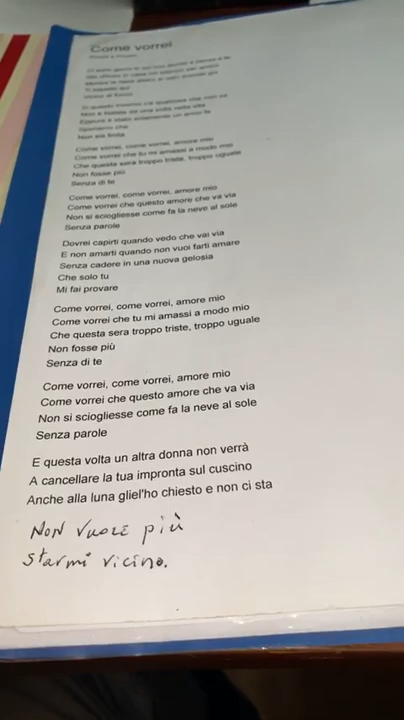 Come vorrei
Come vorrei, come vorrei, amore mio
Come vorrei che tu mi amassi a modo mio
Che questa sera troppo triste, troppo uguale
Non fosse più
Senza di te
Come vorrei, come vorrei, amore mio
Come vorrei che questo amore che va via
Non si sciogliesse come fa la neve al sole
Senza parole
Dovrei capirti quando vedo che vai via
E non amarti quando non vuoi farti amare
Senza cadere in una nuova gelosia
Che solo tu
Mi fai provare
Come vorrei, come vorrei, amore mio
Come vorrei che tu mi amassi a modo mio
Che questa sera troppo triste, troppo uguale
Non fosse più
Senza di te
Come vorrei, come vorrei, amore mio
Come vorrei che questo amore che va via
Non si sciogliesse come fa la neve al sole
Senza parole
E questa volta un altra donna non verrà
A cancellare la tua impronta sul cuscino
Anche alla luna gliel'ho chiesto e non ci sta
NON VUOLE più
starmi vicino.